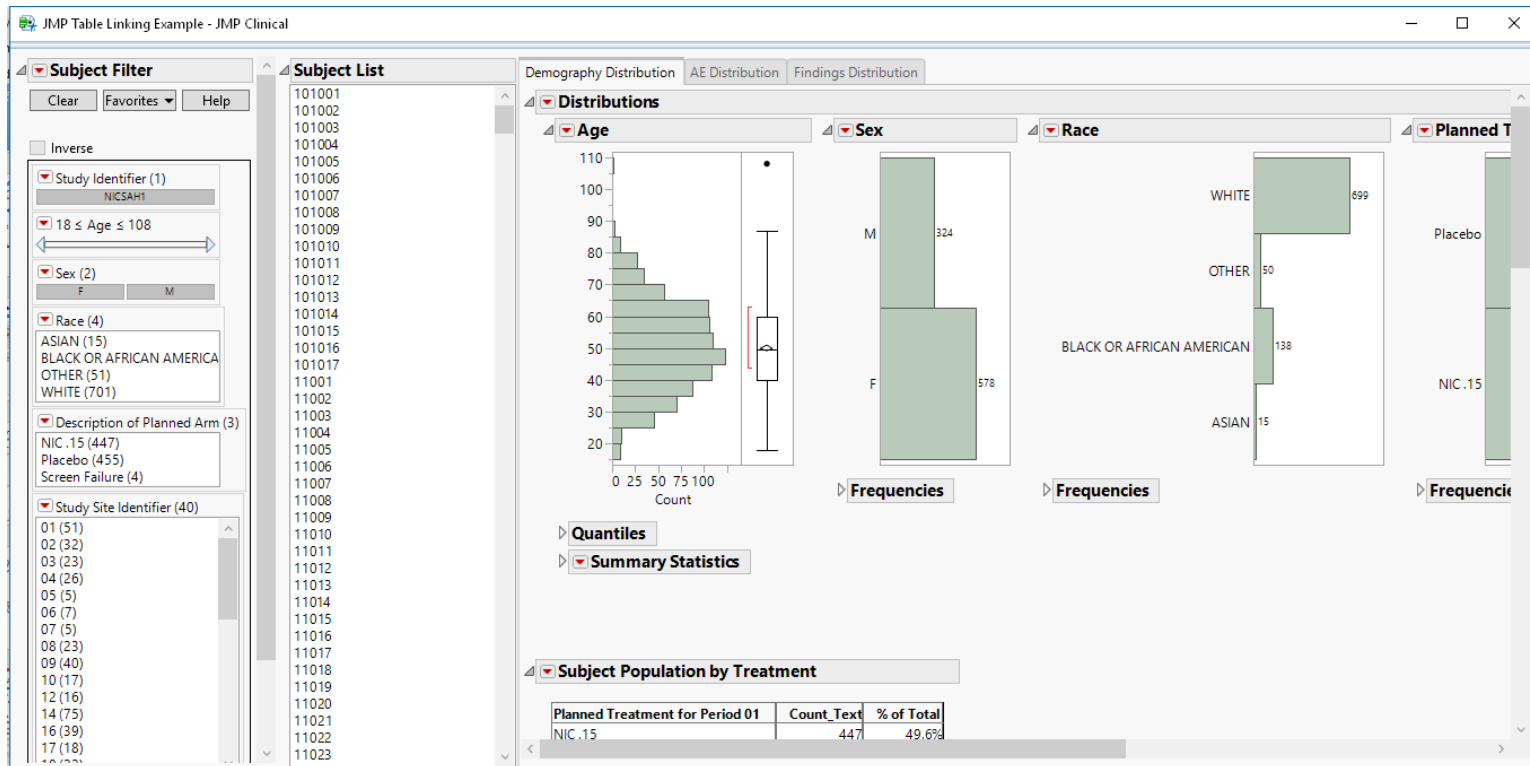 JMP Table Linking Example - JMP Clinical
Subject Filter
Clear Favorites Help
Inverse
Study Identifier (1)
NICSAH1
18 ≤ Age ≤ 108
Sex (2)
F M
Race (4)
ASIAN (15)
BLACK OR AFRICAN AMERICA
OTHER (51)
WHITE (701)
Description of Planned Arm (3)
NIC .15 (447)
Placebo (455)
Screen Failure (4)
Study Site Identifier (40)
01 (51)
02 (32)
03 (23)
04 (26)
05 (5)
06 (7)
07 (5)
08 (23)
09 (40)
10 (17)
12 (16)
14 (75)
16 (39)
17 (18)
Subject List
101001
101002
101003
101004
101005
101006
101007
101008
101009
101010
101011
101012
101013
101014
101015
101016
101017
11001
11002
11003
11004
11005
11006
11007
11008
11009
11010
11011
11012
11013
11014
11015
11016
11017
11018
11019
11020
11021
11022
11023
Demography Distribution AE Distribution Findings Distribution
Distributions
Age
110
100
90
80
70
60
50
40
30
20
0 25 50 75 100
Count
Quantiles
Summary Statistics
Sex
M 324
F 578
Frequencies
Race
WHITE 699
OTHER 50
BLACK OR AFRICAN AMERICAN 138
ASIAN 15
Frequencies
Planned T
Placebo
NIC .15
Frequencie
Subject Population by Treatment
Planned Treatment for Period 01 Count_Text % of Total
NIC .15 447 49.6%